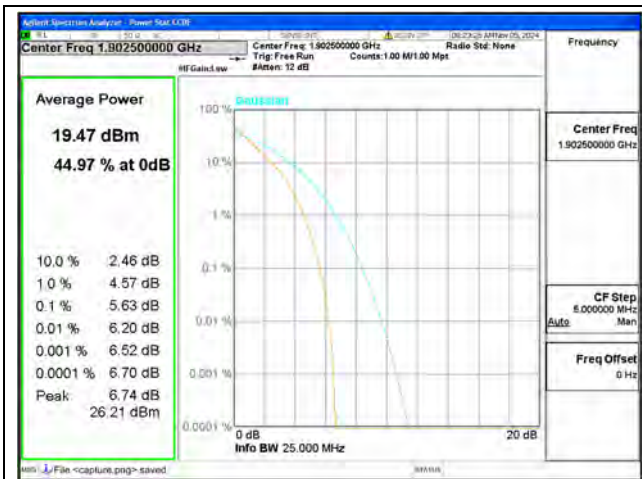 Agilent Spectrum Analyzer - Power Stat CCDF
Center Freq 1.902500000 GHz
Center Freq: 1.902500000 GHz
Radio Std: None
Trig: Free Run
Counts:1.00 M/1.00 Mpt
#IFGain:Low
#Atten: 12 dB
Frequency
Average Power
19.47 dBm
44.97 % at 0dB
10.0 % 2.46 dB
1.0 % 4.57 dB
0.1 % 5.63 dB
0.01 % 6.20 dB
0.001 % 6.52 dB
0.0001 % 6.70 dB
Peak 6.74 dB
26.21 dBm
Gaussian
100 %
10 %
1 %
0.1 %
0.01 %
0.001 %
0.0001 %
0 dB
20 dB
Info BW 25.000 MHz
Center Freq
1.902500000 GHz
CF Step
5.000000 MHz
Auto Man
Freq Offset
0 Hz
MSG
File <capture.png> saved
STATUS